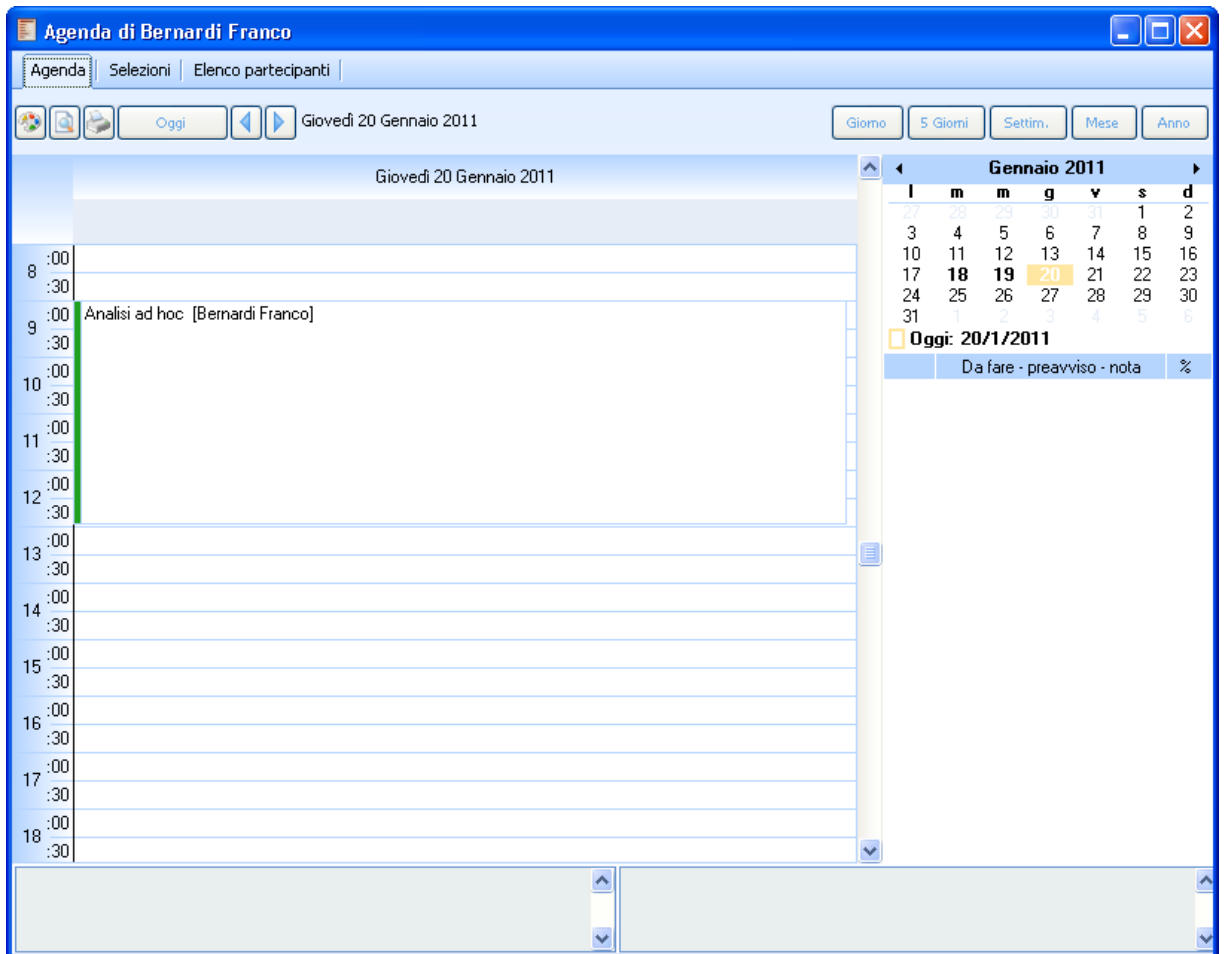 Agenda di Bernardi Franco
Agenda Selezioni Elenco partecipanti
Oggi Giovedì 20 Gennaio 2011 Giorno 5 Giorni Settim. Mese Anno
Giovedì 20 Gennaio 2011
8 :00
:30
9 :00 Analisi ad hoc [Bernardi Franco]
:30
10 :00
:30
11 :00
:30
12 :00
:30
13 :00
:30
14 :00
:30
15 :00
:30
16 :00
:30
17 :00
:30
18 :00
:30
Gennaio 2011
l m m g v s d
27 28 29 30 31 1 2
3 4 5 6 7 8 9
10 11 12 13 14 15 16
17 18 19 20 21 22 23
24 25 26 27 28 29 30
31 1 2 3 4 5 6
Oggi: 20/1/2011
Da fare - preavviso - nota %